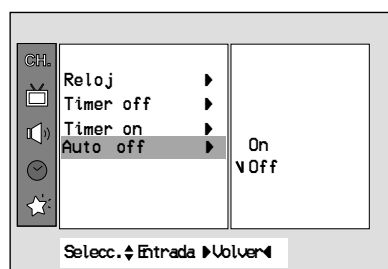 CH.
Reloj ▶
Timer off ▶
Timer on ▶
Auto off ▶
On
√ Off
Selecc.♦ Entrada ▶Volver◀